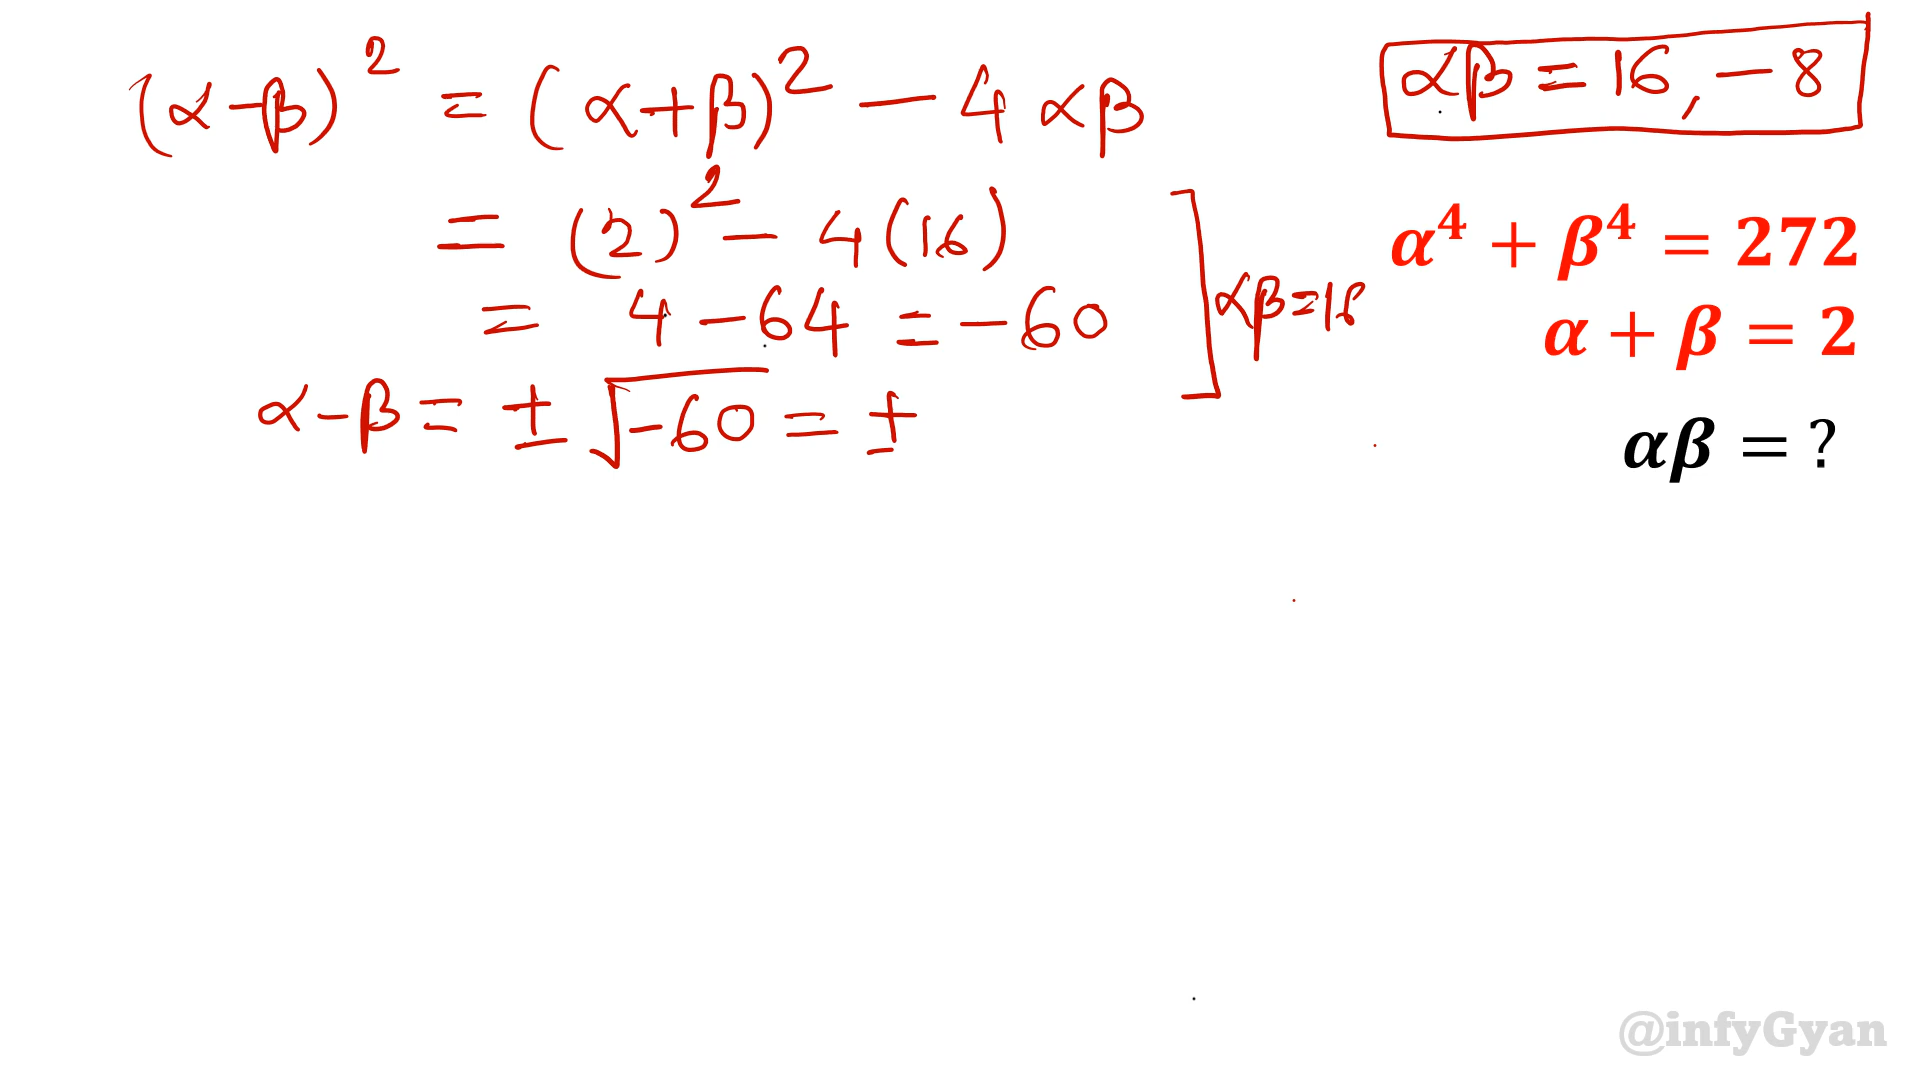 (α-β)² = (α+β)² - 4αβ
= (2)² - 4(16)
= 4 - 64 = -60
α-β = ± √-60 = ±
] αβ=16
αβ = 16, -8
α⁴ + β⁴ = 272
α + β = 2
αβ = ?
@infyGyan